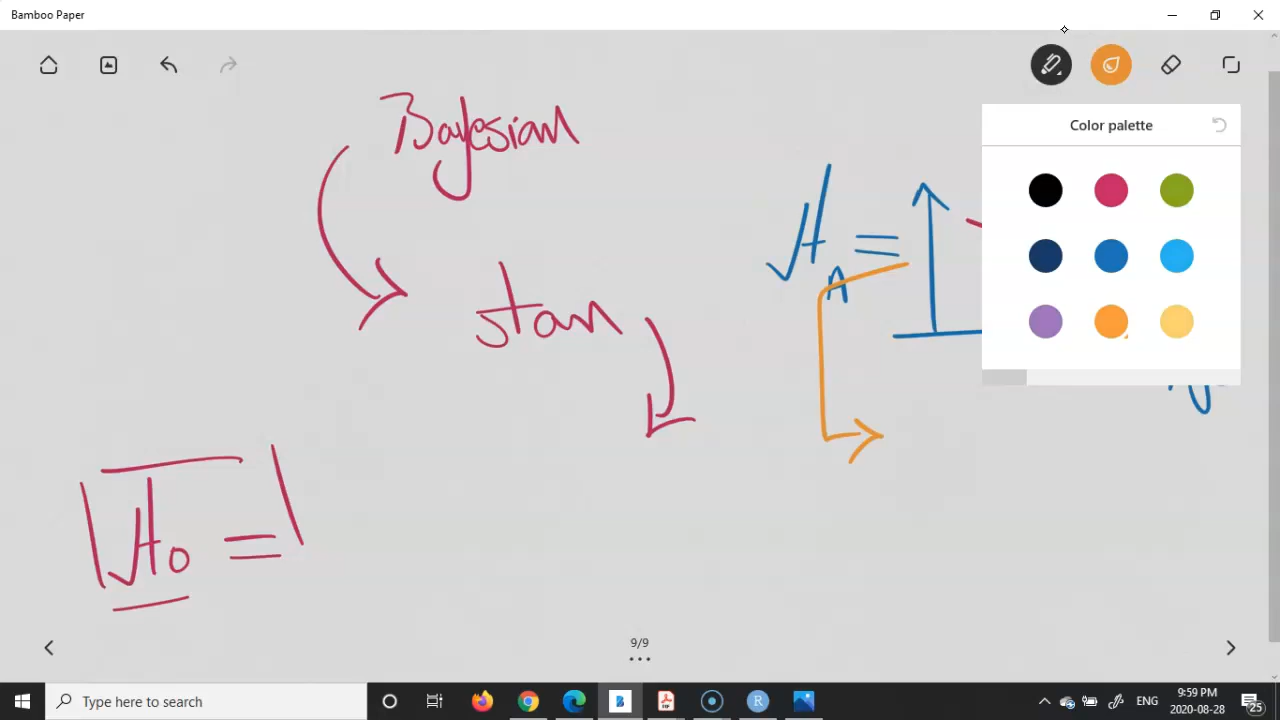 Bamboo Paper
Color palette
Bayesian
stan
H0 =
9/9
Type here to search
ENG
9:59 PM
2020-08-28
25